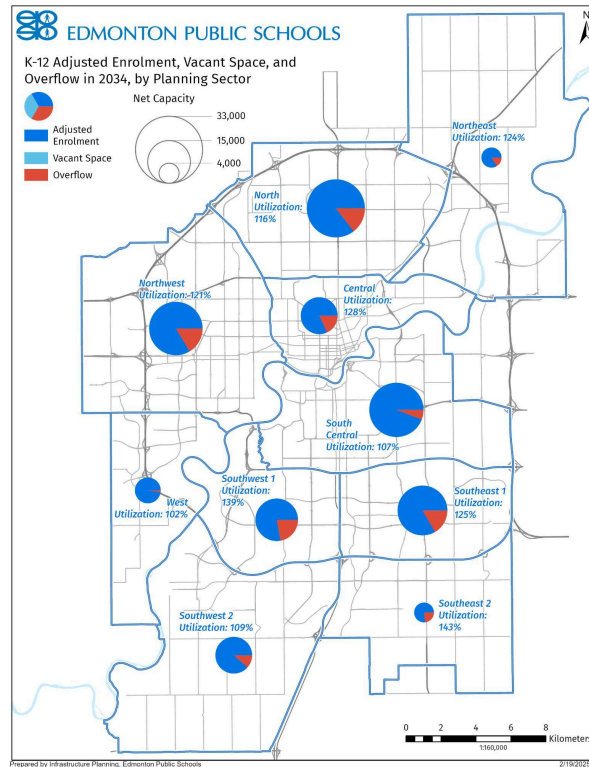 EDMONTON PUBLIC SCHOOLS
K-12 Adjusted Enrolment, Vacant Space, and
Overflow in 2034, by Planning Sector
Net Capacity
33,000
15,000
4,000
Adjusted
Enrolment
Vacant Space
Overflow
N
Northeast
Utilization: 124%
North
Utilization:
116%
Northwest
Utilization: 121%
Central
Utilization:
128%
South
Central
Utilization: 107%
West
Utilization: 102%
Southwest 1
Utilization:
139%
Southeast 1
Utilization:
125%
Southeast 2
Utilization:
143%
Southwest 2
Utilization: 109%
0 2 4 6 8
Kilometers
1:160,000
Prepared by Infrastructure Planning, Edmonton Public Schools
2/19/2025